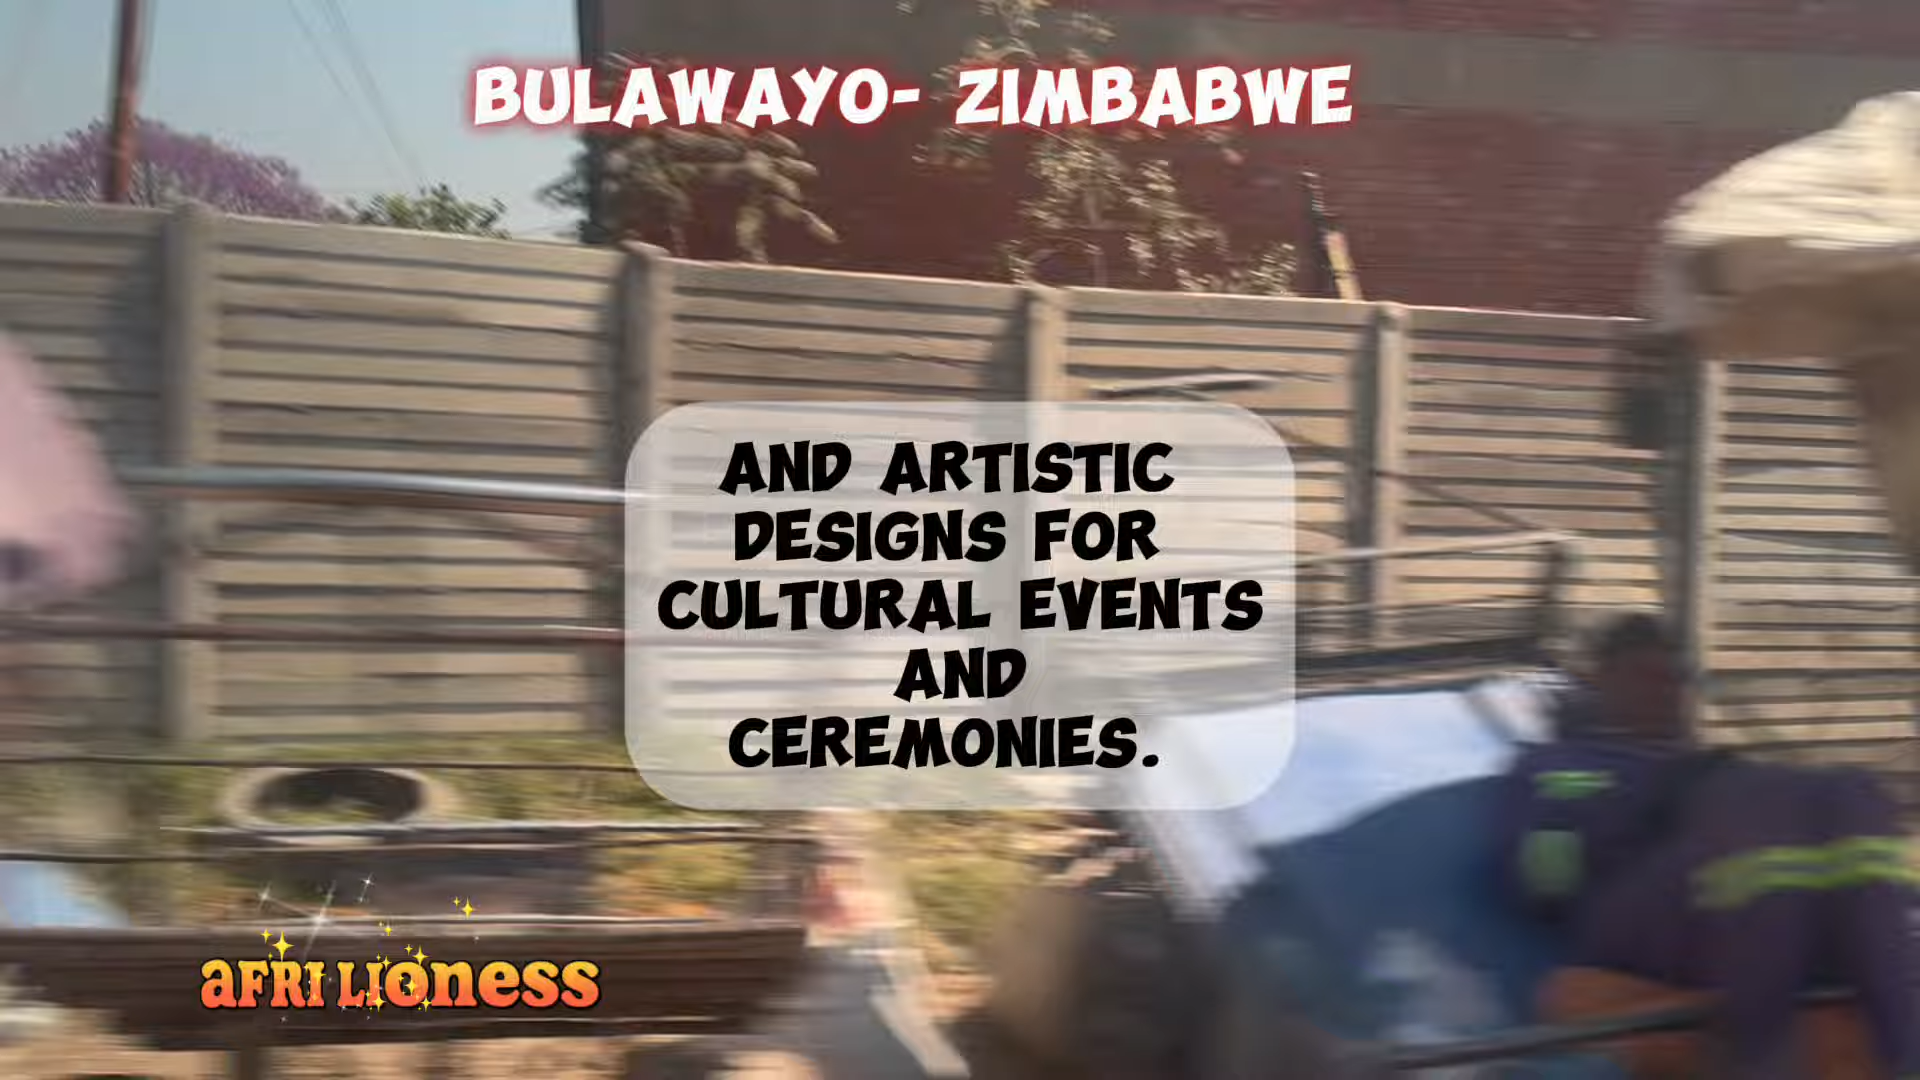 BULAWAYO- ZIMBABWE
AND ARTISTIC
DESIGNS FOR
CULTURAL EVENTS
AND
CEREMONIES.
AFRI LIONESS